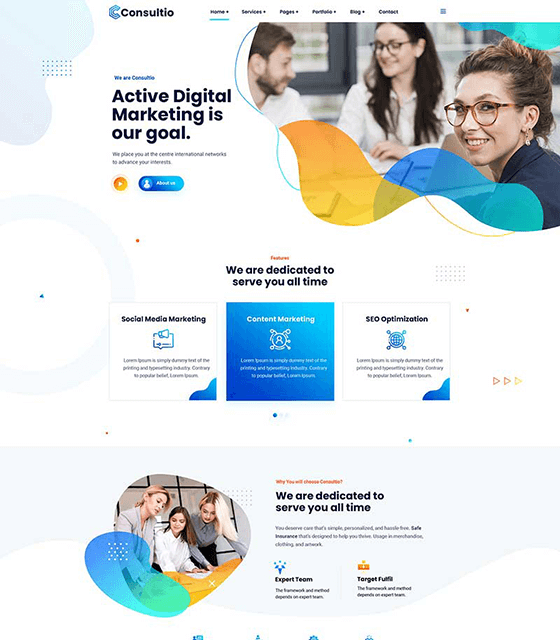 Consultio
Home + Services + Pages + Portfolio + Blog + Contact
We are Consultio
Active Digital
Marketing is
our goal.
We place you at the centre international networks
to advance your interests.
About us
Features
We are dedicated to
serve you all time
Social Media Marketing
Lorem Ipsum is simply dummy text of the
printing and typesetting industry. Contrary
to popular belief, Lorem Ipsum.
Content Marketing
Lorem Ipsum is simply dummy text of the
printing and typesetting industry. Contrary
to popular belief, Lorem Ipsum.
SEO Optimization
Lorem Ipsum is simply dummy text of the
printing and typesetting industry. Contrary
to popular belief, Lorem Ipsum.
Why You will choose Consultio?
We are dedicated to
serve you all time
You deserve care that's simple, personalized, and hassle-free. Safe
Insurance that's designed to help you thrive. Usage in merchandise,
clothing, and artwork.
Expert Team
The framework and method
depends on expert team.
Target Fulfil
The framework and method
depends on expert team.